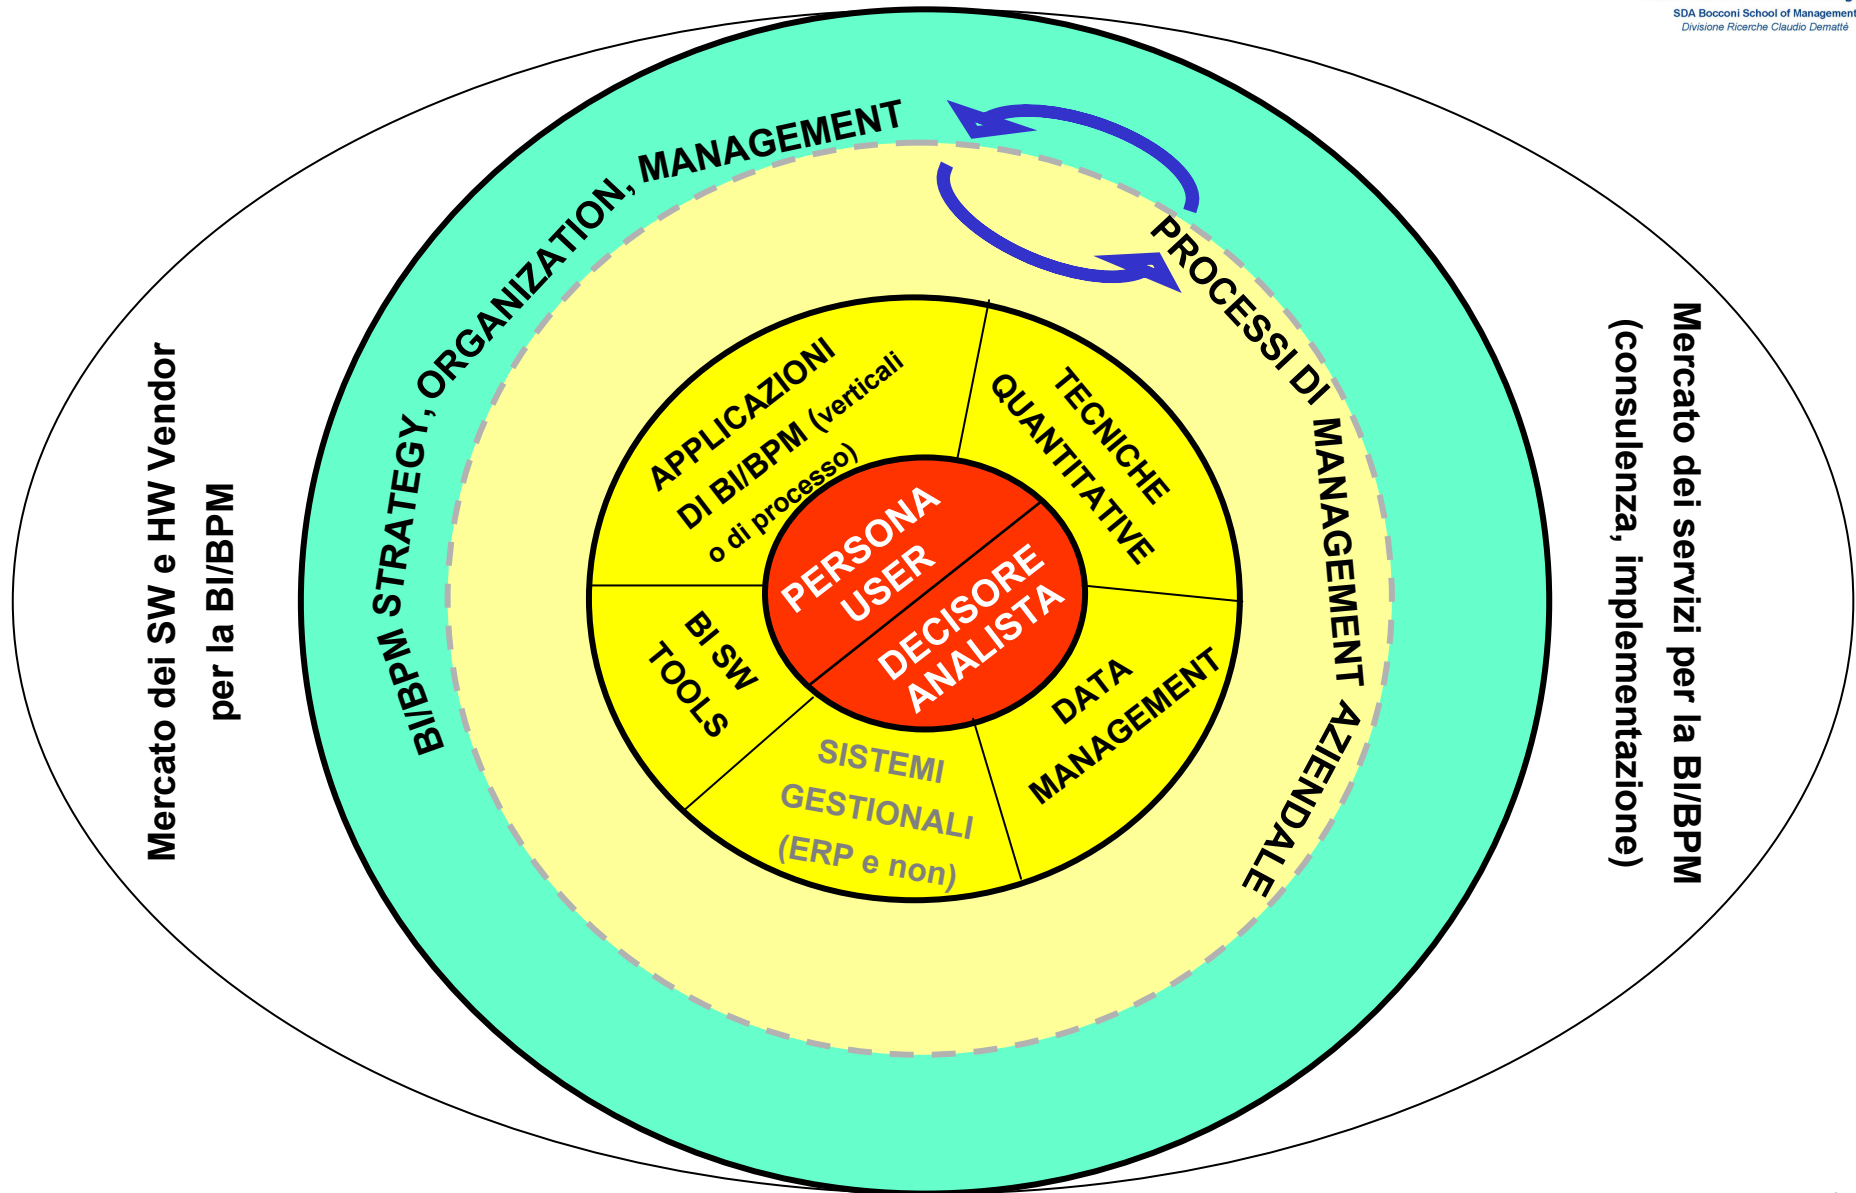 SDA Bocconi School of Management
Divisione Ricerche Claudio Demattè
BI/BPM STRATEGY, ORGANIZATION, MANAGEMENT
PROCESSI DI MANAGEMENT AZIENDALE
Mercato dei SW e HW Vendor
per la BI/BPM
APPLICAZIONI
DI BI/BPM (verticali
o di processo)
TECNICHE
QUANTITATIVE
PERSONA
USER
DECISORE
ANALISTA
BI SW
TOOLS
DATA
MANAGEMENT
SISTEMI
GESTIONALI
(ERP e non)
Mercato dei servizi per la BI/BPM
(consulenza, implementazione)